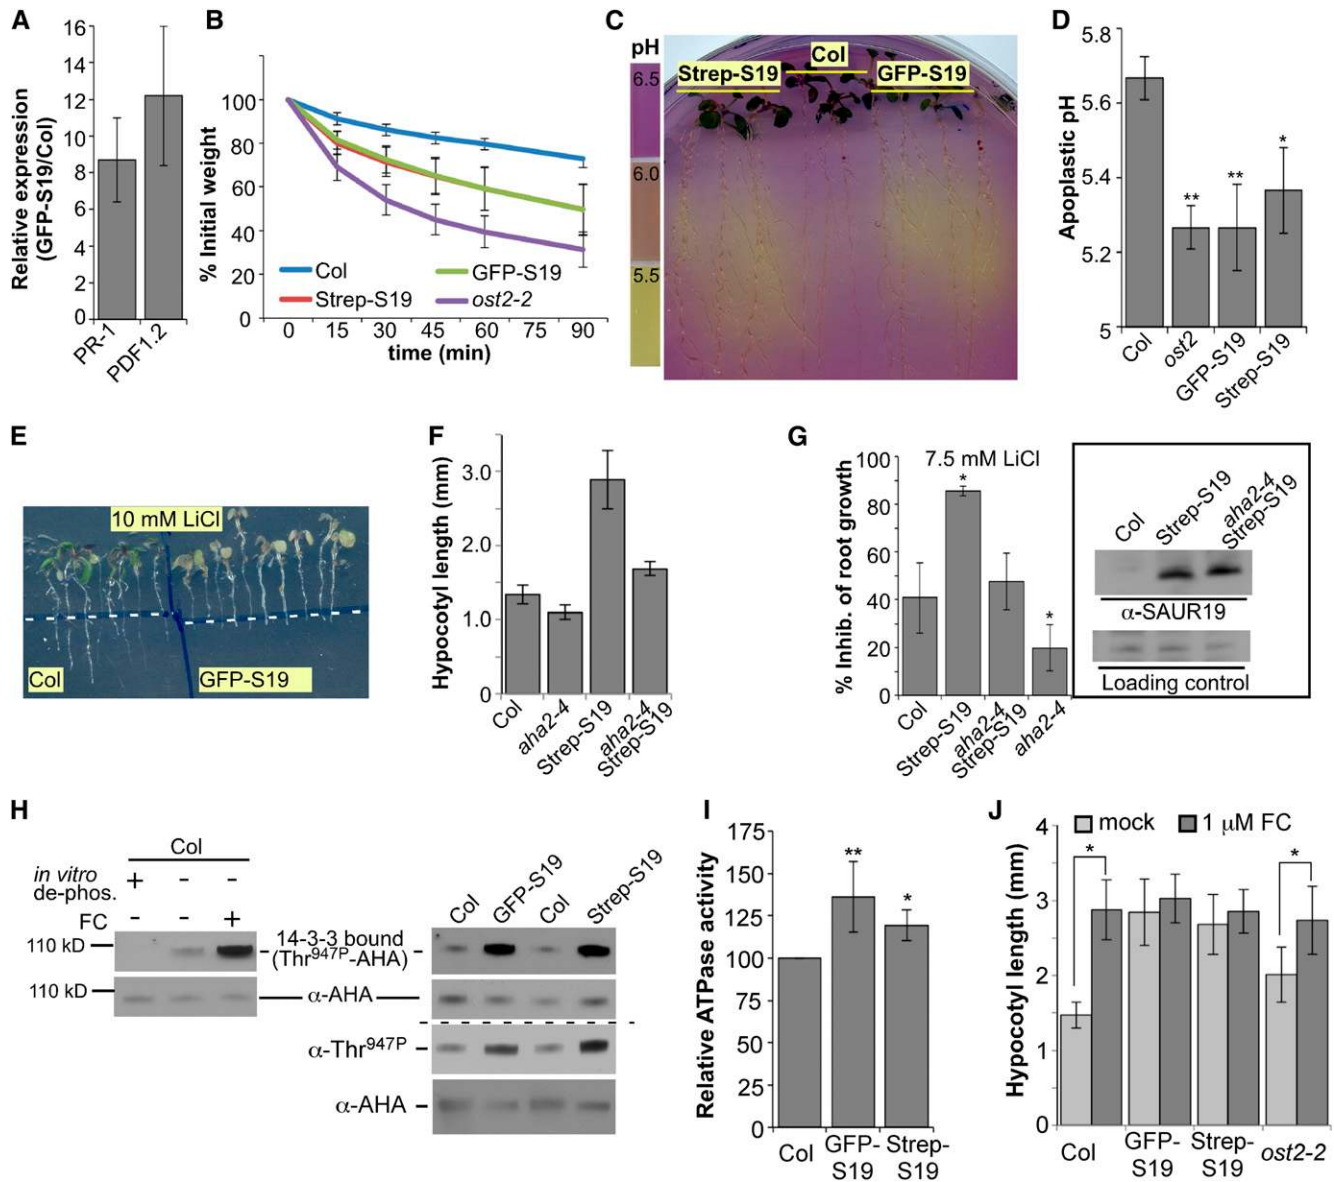 A
Relative expression
(GFP-S19/Col)
16
14
12
10
8
6
4
2
0
PR-1
PDF1.2
B
% Initial weight
100
80
60
40
20
0
Col
GFP-S19
Strep-S19
ost2-2
0 15 30 45 60 75 90
time (min)
C
pH
6.5
6.0
5.5
Strep-S19
Col
GFP-S19
D
Apoplastic pH
5.8
5.6
5.4
5.2
5
**
**
*
Col
ost2
GFP-S19
Strep-S19
E
10 mM LiCl
Col
GFP-S19
F
Hypocotyl length (mm)
3.0
2.0
1.0
0
Col
aha2-4
Strep-S19
aha2-4
Strep-S19
G
% Inhib. of root growth
7.5 mM LiCl
100
80
60
40
20
0
*
*
Col
Strep-S19
aha2-4
Strep-S19
aha2-4
Col
Strep-S19
aha2-4
Strep-S19
α-SAUR19
Loading control
H
Col
in vitro
de-phos.
+ - -
FC - - +
110 kD
14-3-3 bound
(Thr947P-AHA)
110 kD
α-AHA
α-Thr947P
α-AHA
Col
GFP-S19
Col
Strep-S19
I
Relative ATPase activity
175
150
125
100
75
50
25
0
**
*
Col
GFP-
S19
Strep-
S19
J
mock
1 μM FC
Hypocotyl length (mm)
4
3
2
1
0
*
*
Col
GFP-
S19
Strep-
S19
ost2-2